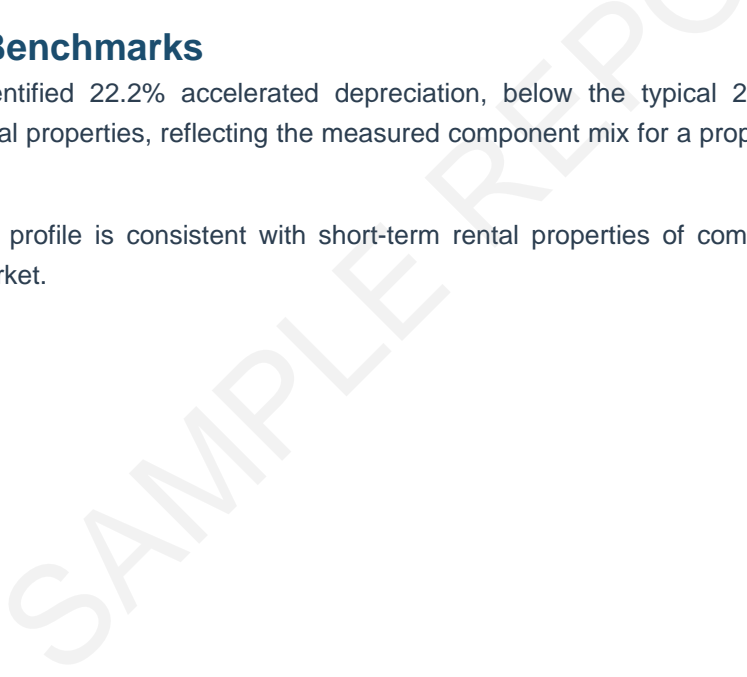 Benchmarks
entified 22.2% accelerated depreciation, below the typical 2
al properties, reflecting the measured component mix for a prop
profile is consistent with short-term rental properties of com
rket.
SAMPLE REPO